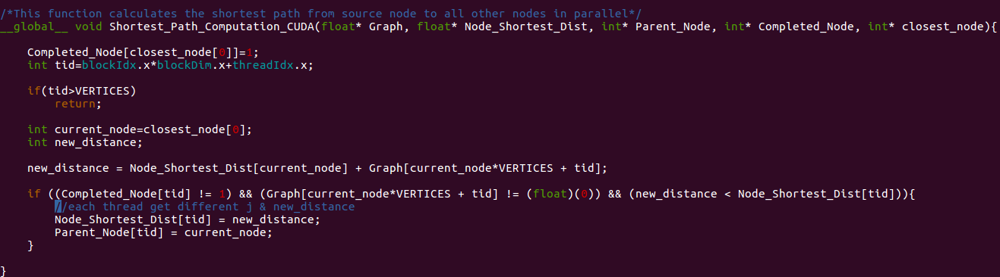 /*This function calculates the shortest path from source node to all other nodes in parallel*/
__global__ void Shortest_Path_Computation_CUDA(float* Graph, float* Node_Shortest_Dist, int* Parent_Node, int* Completed_Node, int* closest_node){
Completed_Node[closest_node[0]]=1;
int tid=blockIdx.x*blockDim.x+threadIdx.x;
if(tid>VERTICES)
return;
int current_node=closest_node[0];
int new_distance;
new_distance = Node_Shortest_Dist[current_node] + Graph[current_node*VERTICES + tid];
if ((Completed_Node[tid] != 1) && (Graph[current_node*VERTICES + tid] != (float)(0)) && (new_distance < Node_Shortest_Dist[tid])){
//each thread get different j & new_distance
Node_Shortest_Dist[tid] = new_distance;
Parent_Node[tid] = current_node;
}
}